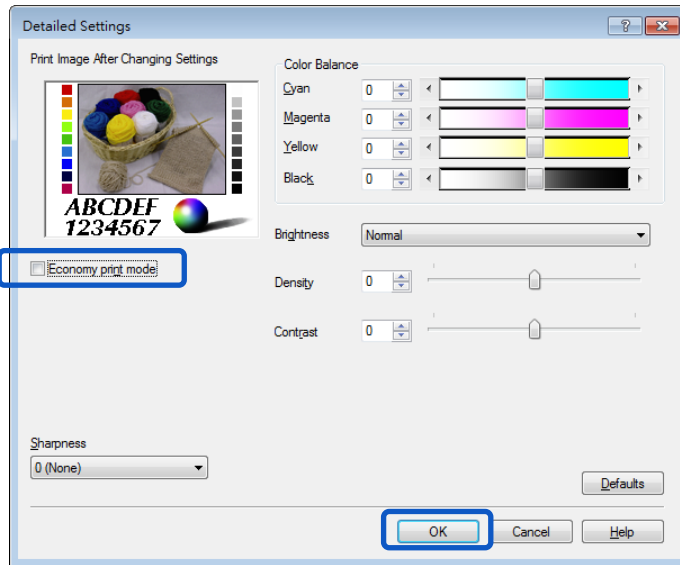 Detailed Settings
Print Image After Changing Settings
ABCDEF
1234567
Economy print mode
Sharpness
0 (None)
Color Balance
Cyan 0
Magenta 0
Yellow 0
Black 0
Brightness Normal
Density 0
Contrast 0
Defaults
OK Cancel Help